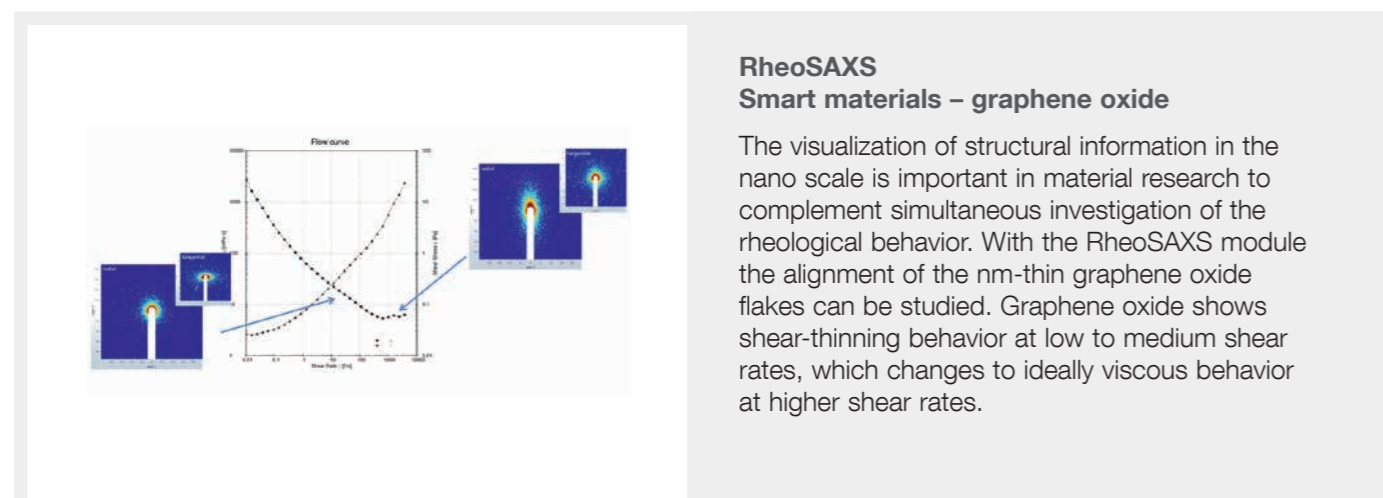 Flow curve
RheoSAXS
Smart materials – graphene oxide
The visualization of structural information in the
nano scale is important in material research to
complement simultaneous investigation of the
rheological behavior. With the RheoSAXS module
the alignment of the nm-thin graphene oxide
flakes can be studied. Graphene oxide shows
shear-thinning behavior at low to medium shear
rates, which changes to ideally viscous behavior
at higher shear rates.